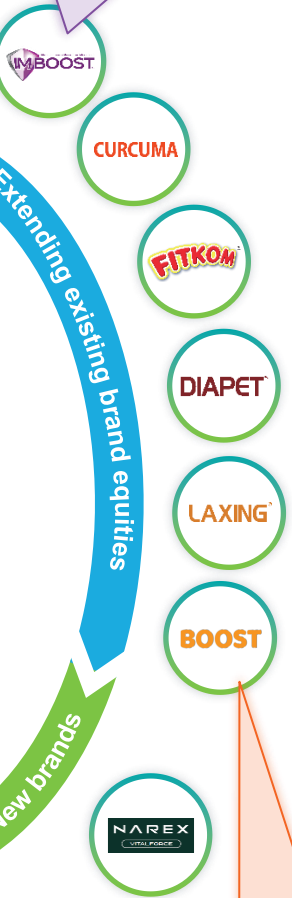 IMBOOST
CURCUMA
FITKOM
Extending existing brand equities
DIAPET
LAXING
BOOST
New brands
NAREX
VITALFORCE